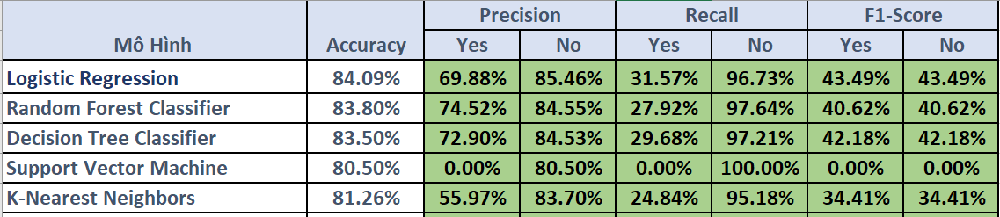 Precision Recall F1-Score
Mô Hình Accuracy Yes No Yes No Yes No
Logistic Regression 84.09% 69.88% 85.46% 31.57% 96.73% 43.49% 43.49%
Random Forest Classifier 83.80% 74.52% 84.55% 27.92% 97.64% 40.62% 40.62%
Decision Tree Classifier 83.50% 72.90% 84.53% 29.68% 97.21% 42.18% 42.18%
Support Vector Machine 80.50% 0.00% 80.50% 0.00% 100.00% 0.00% 0.00%
K-Nearest Neighbors 81.26% 55.97% 83.70% 24.84% 95.18% 34.41% 34.41%